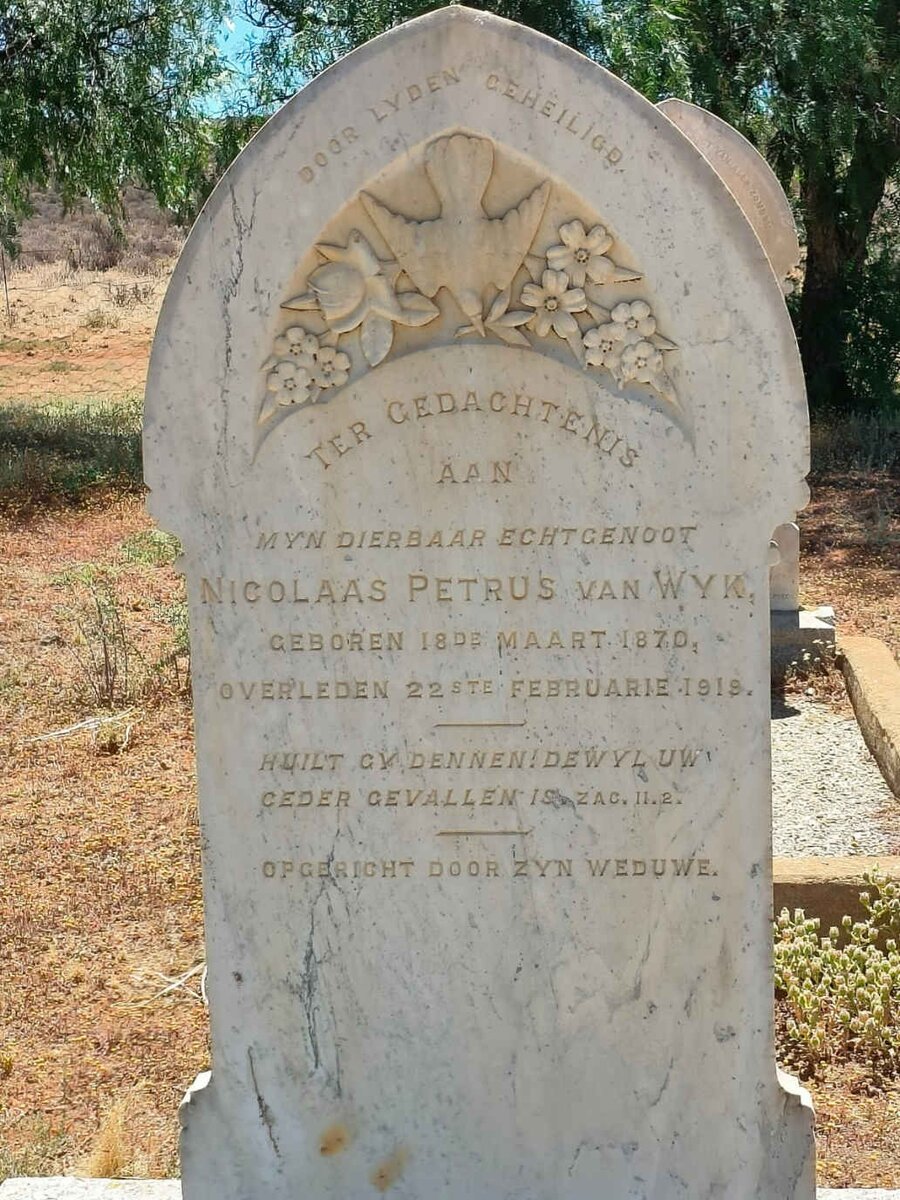 DOOR LYDEN GEHEILIGD.
TER GEDACHTENIS
AAN
MYN DIERBAAR ECHTGENOOT
NICOLAAS PETRUS VAN WYK,
GEBOREN 18DE MAART 1870,
OVERLEDEN 22STE FEBRUARIE 1919.
HUILT GY DENNEN! DEWYL UW
CEDER GEVALLEN IS. ZAC. 11.2.
OPGERICHT DOOR ZYN WEDUWE.